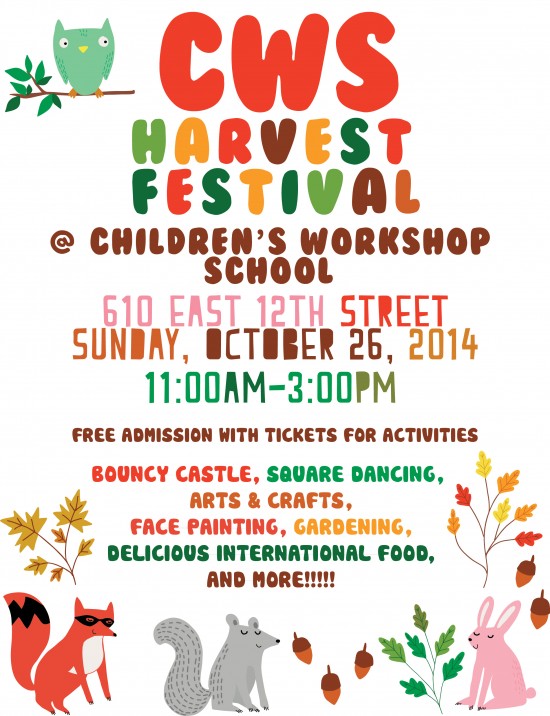 CWS
HARVEST
FESTIVAL
@ CHILDREN'S WORKSHOP
SCHOOL
610 EAST 12TH STREET
SUNDAY, OCTOBER 26, 2014
11:00AM-3:00PM
FREE ADMISSION WITH TICKETS FOR ACTIVITIES
BOUNCY CASTLE, SQUARE DANCING,
ARTS & CRAFTS,
FACE PAINTING, GARDENING,
DELICIOUS INTERNATIONAL FOOD,
AND MORE!!!!!